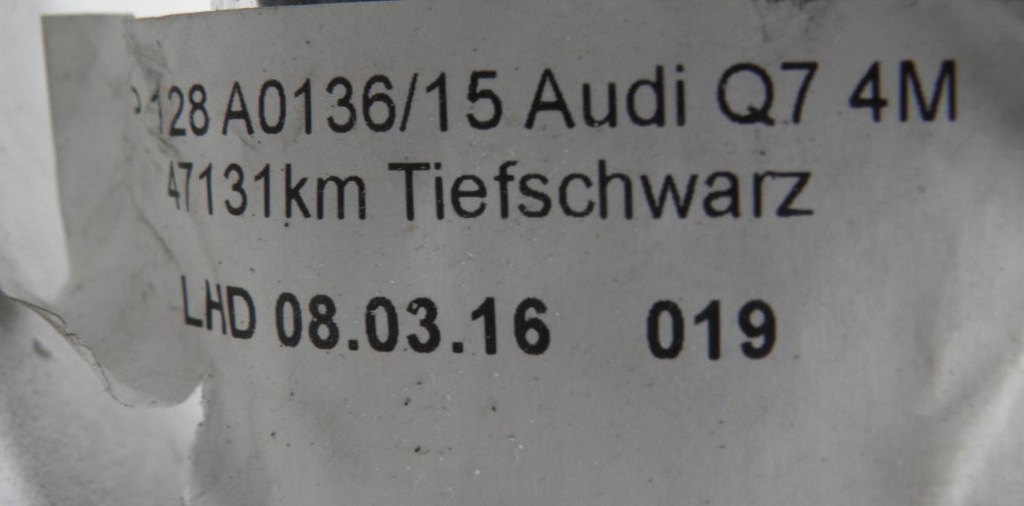 128 A0136/15 Audi Q7 4M
47131km Tiefschwarz
LHD 08.03.16 019